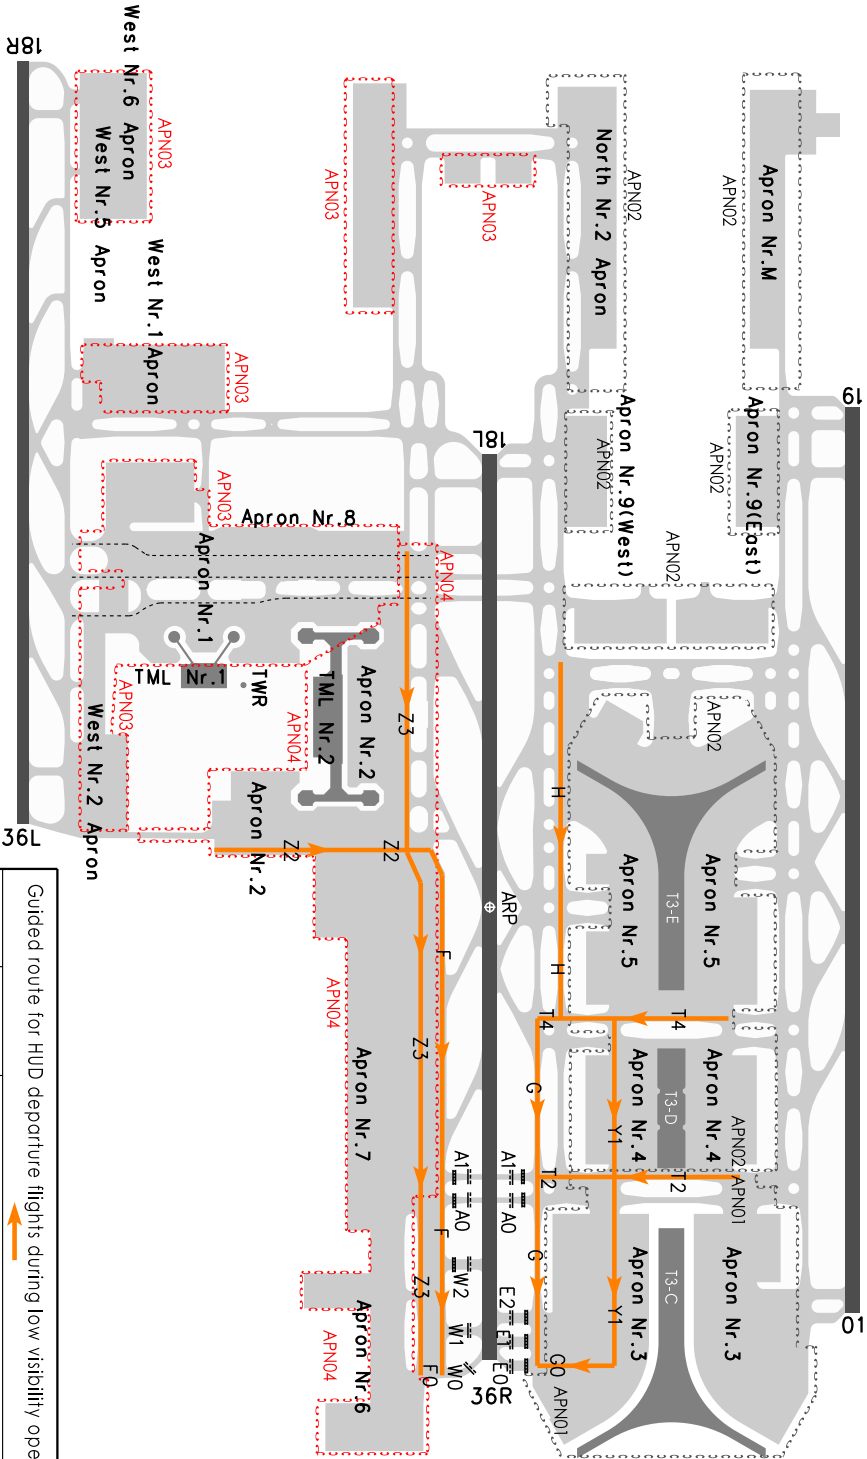 18R
West Nr.6 Apron
West Nr.5 Apron
APN03
West Nr.1 Apron
APN03
APN03
APN03
North Nr.2 Apron
APN02
Apron Nr.M
APN02
19
18L
Apron Nr.9(West)
APN02
Apron Nr.9(East)
APN02
APN02
APN03
Apron Nr.8
Apron Nr.1
APN04
TML Nr.1
TWR
TML Nr.2
Apron Nr.2
APN04
APN03
West Nr.2 Apron
36L
Z3
Apron Nr.2
Z2
Z2
H
APN02
ARP
F
T3-E
Apron Nr.5
Apron Nr.5
H
T4
T4
APN04
Z3
Apron Nr.7
G
Y1
Apron Nr.4
T3-D
Apron Nr.4
APN02
APN01
T2
T2
A1
A0
A1
A0
F
G
W2
Z3
W1
W0
F0
E2
E1
E0
36R
G0
APN01
Y1
Apron Nr.3
T3-C
Apron Nr.3
01
Apron Nr.6
APN04
Guided route for HUD departure flights during low visibility ope